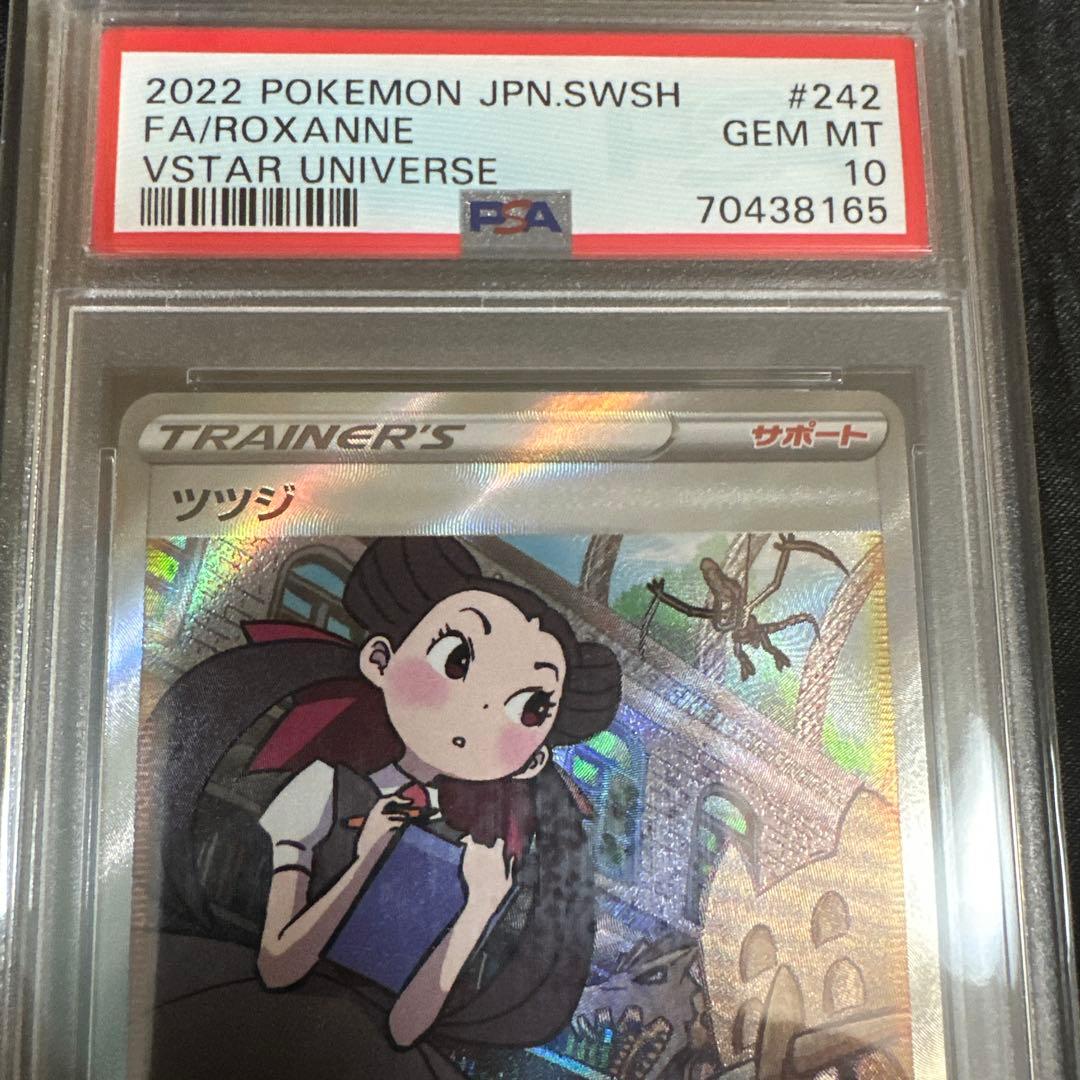 2022 POKEMON JPN.SWSH #242
FA/ROXANNE GEM MT
VSTAR UNIVERSE 10
PSA 70438165
TRAINER'S サポート
ツツジ